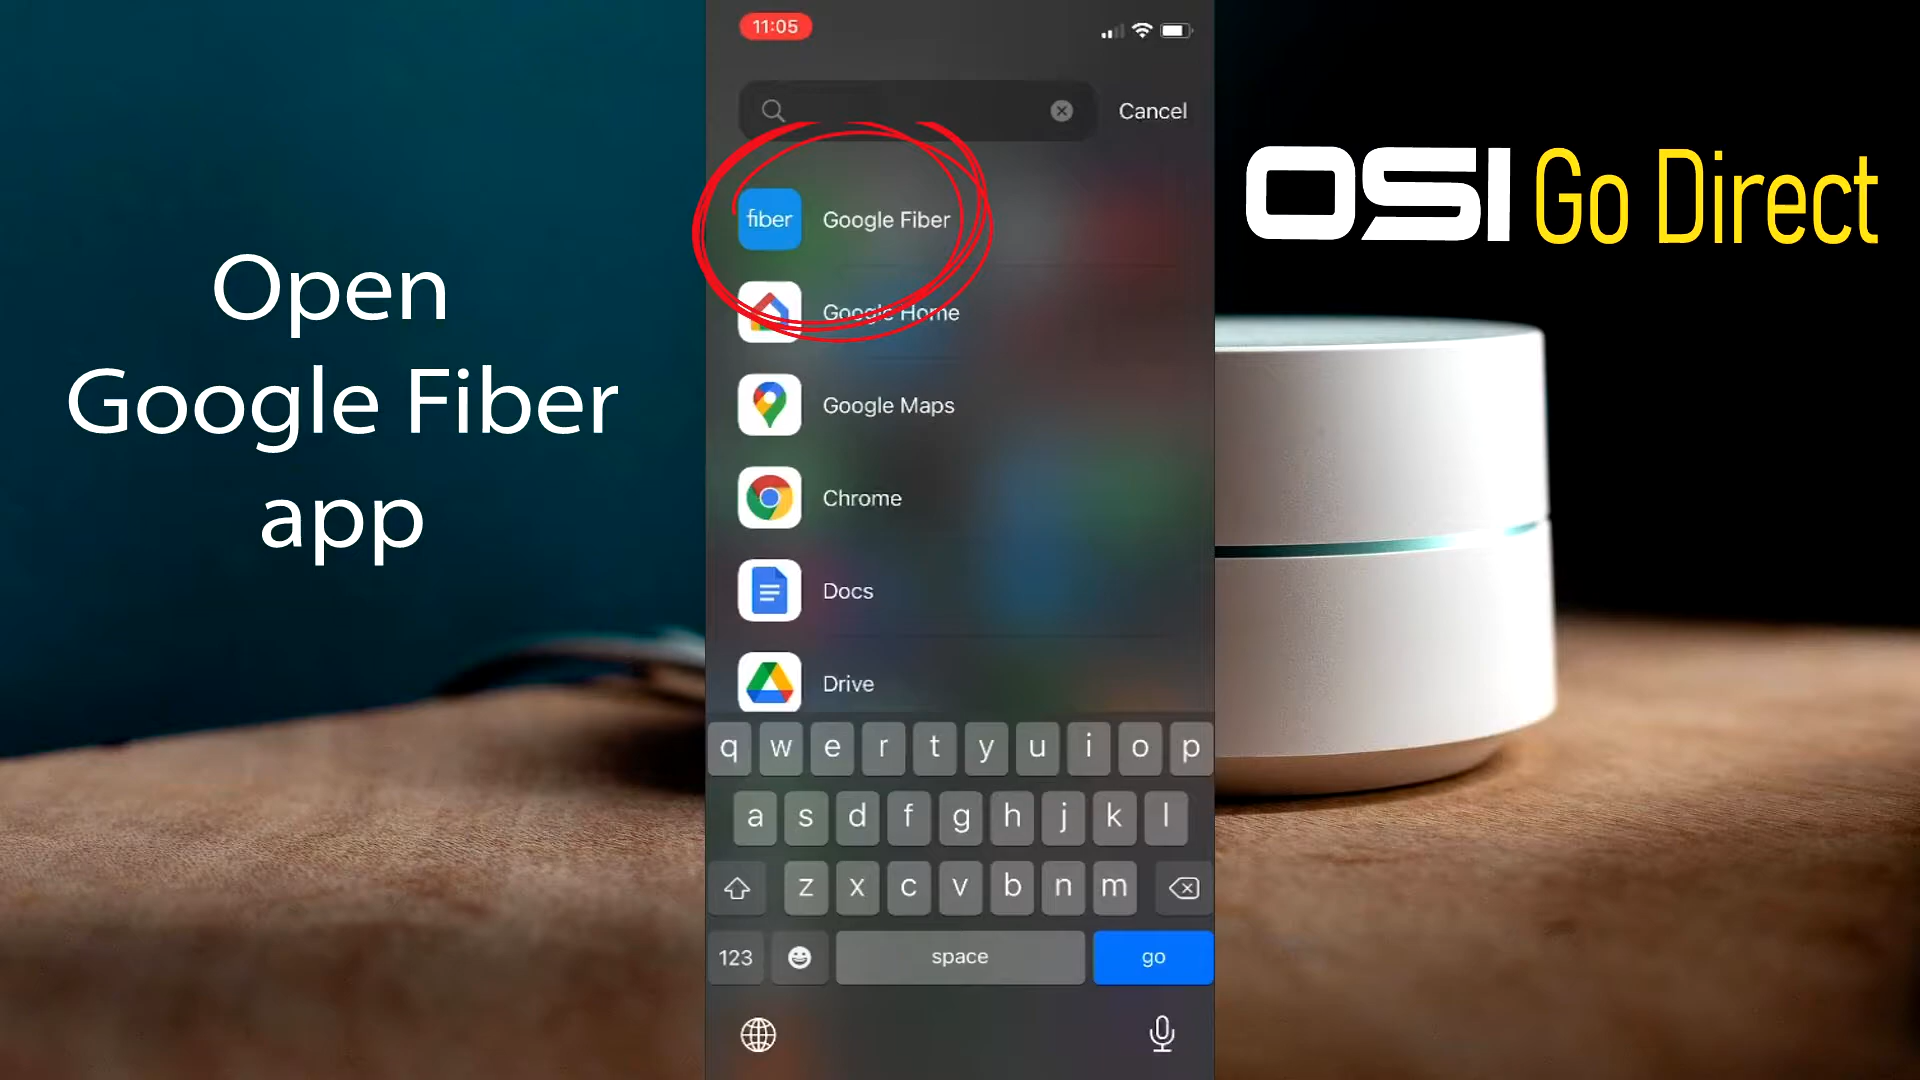 Open
Google Fiber
app
11:05
Cancel
fiber Google Fiber
Google Home
Google Maps
Chrome
Docs
Drive
q w e r t y u i o p
a s d f g h j k l
z x c v b n m
123 space go
OSI Go Direct